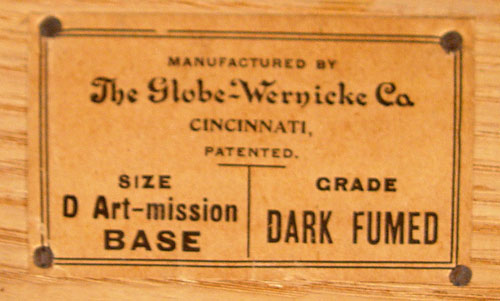 MANUFACTURED BY
The Globe-Wernicke Co
CINCINNATI,
PATENTED.
SIZE
D Art-mission
BASE
GRADE
DARK FUMED